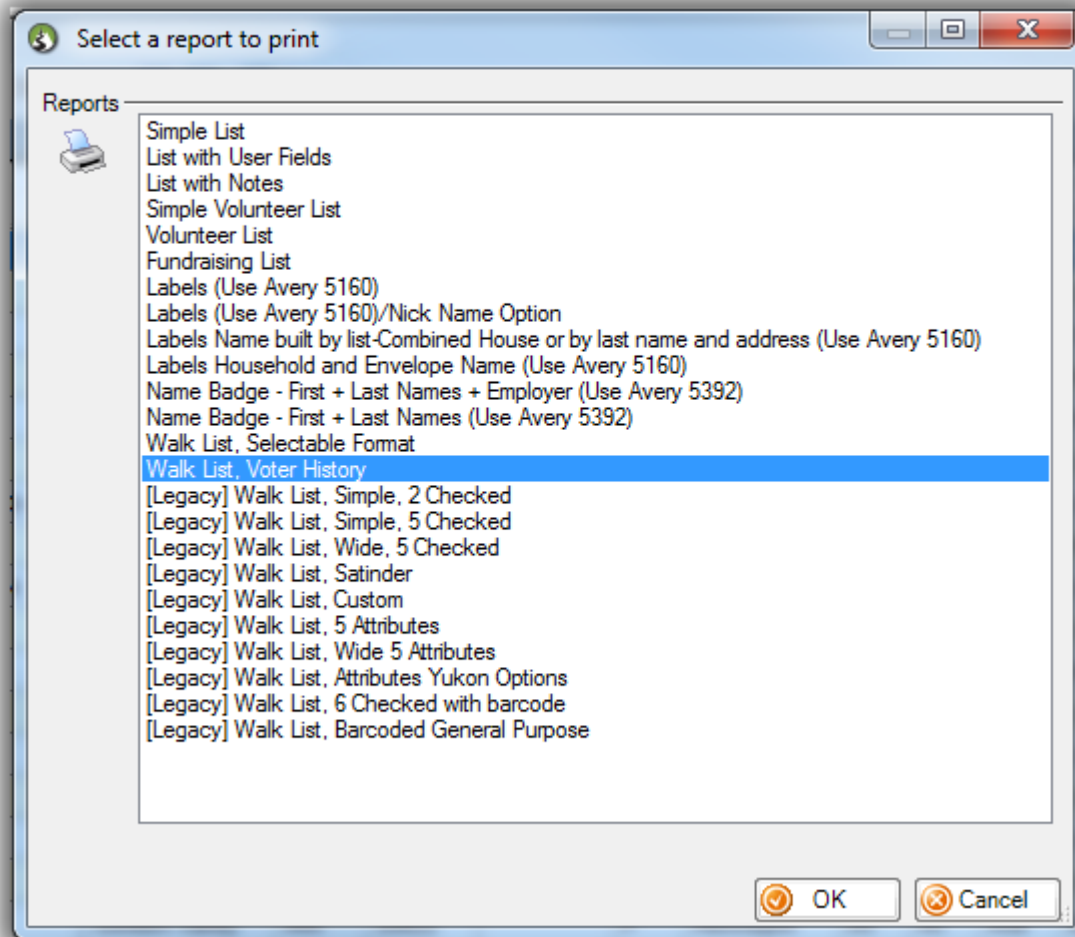 Select a report to print
Reports
Simple List
List with User Fields
List with Notes
Simple Volunteer List
Volunteer List
Fundraising List
Labels (Use Avery 5160)
Labels (Use Avery 5160)/Nick Name Option
Labels Name built by list-Combined House or by last name and address (Use Avery 5160)
Labels Household and Envelope Name (Use Avery 5160)
Name Badge - First + Last Names + Employer (Use Avery 5392)
Name Badge - First + Last Names (Use Avery 5392)
Walk List, Selectable Format
Walk List, Voter History
[Legacy] Walk List, Simple, 2 Checked
[Legacy] Walk List, Simple, 5 Checked
[Legacy] Walk List, Wide, 5 Checked
[Legacy] Walk List, Satinder
[Legacy] Walk List, Custom
[Legacy] Walk List, 5 Attributes
[Legacy] Walk List, Wide 5 Attributes
[Legacy] Walk List, Attributes Yukon Options
[Legacy] Walk List, 6 Checked with barcode
[Legacy] Walk List, Barcoded General Purpose
OK
Cancel